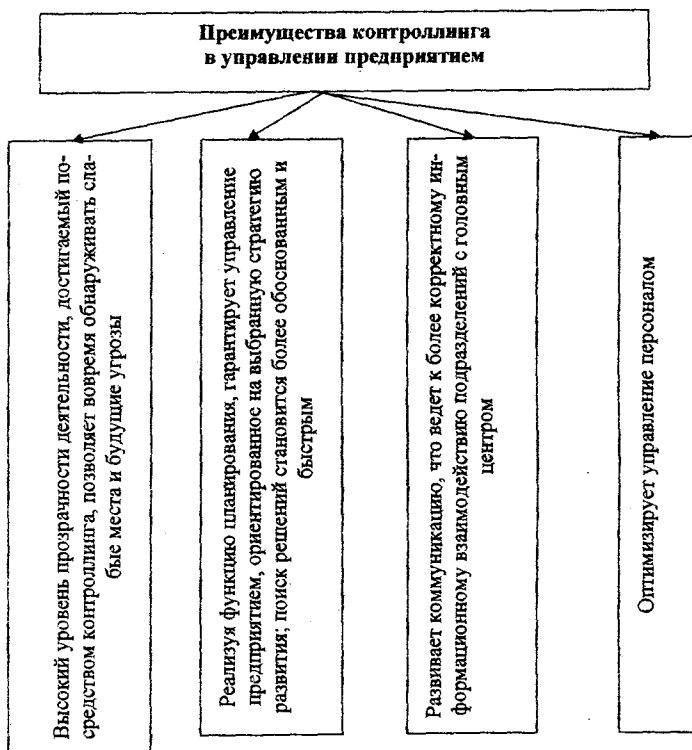 Преимущества контроллинга
в управлении предприятием
Высокий уровень прозрачности деятельности, достигаемый по-
средством контроллинга, позволяет вовремя обнаруживать сла-
бые места и будущие угрозы
Реализуя функцию планирования, гарантирует управление
предприятием, ориентированное на выбранную стратегию
развития; поиск решений становится более обоснованным и
быстрым
Развивает коммуникацию, что ведет к более корректному ин-
формационному взаимодействию подразделений с головным
центром
Оптимизирует управление персоналом